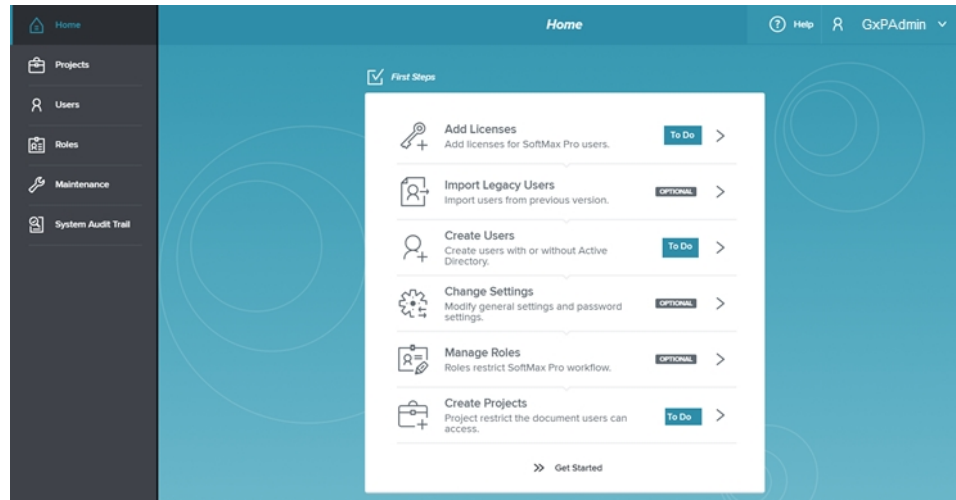 Home
Home
Help
GxPAdmin
Projects
Users
Roles
Maintenance
System Audit Trail
First Steps
Add Licenses
Add licenses for SoftMax Pro users.
To Do
Import Legacy Users
Import users from previous version.
OPTIONAL
Create Users
Create users with or without Active
Directory.
To Do
Change Settings
Modify general settings and password
settings.
OPTIONAL
Manage Roles
Roles restrict SoftMax Pro workflow.
OPTIONAL
Create Projects
Project restrict the document users can
access.
To Do
Get Started